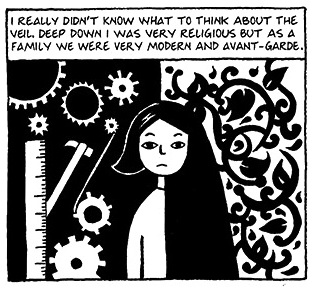 I REALLY DIDN'T KNOW WHAT TO THINK ABOUT THE
VEIL. DEEP DOWN I WAS VERY RELIGIOUS BUT AS A
FAMILY WE WERE VERY MODERN AND AVANT-GARDE.